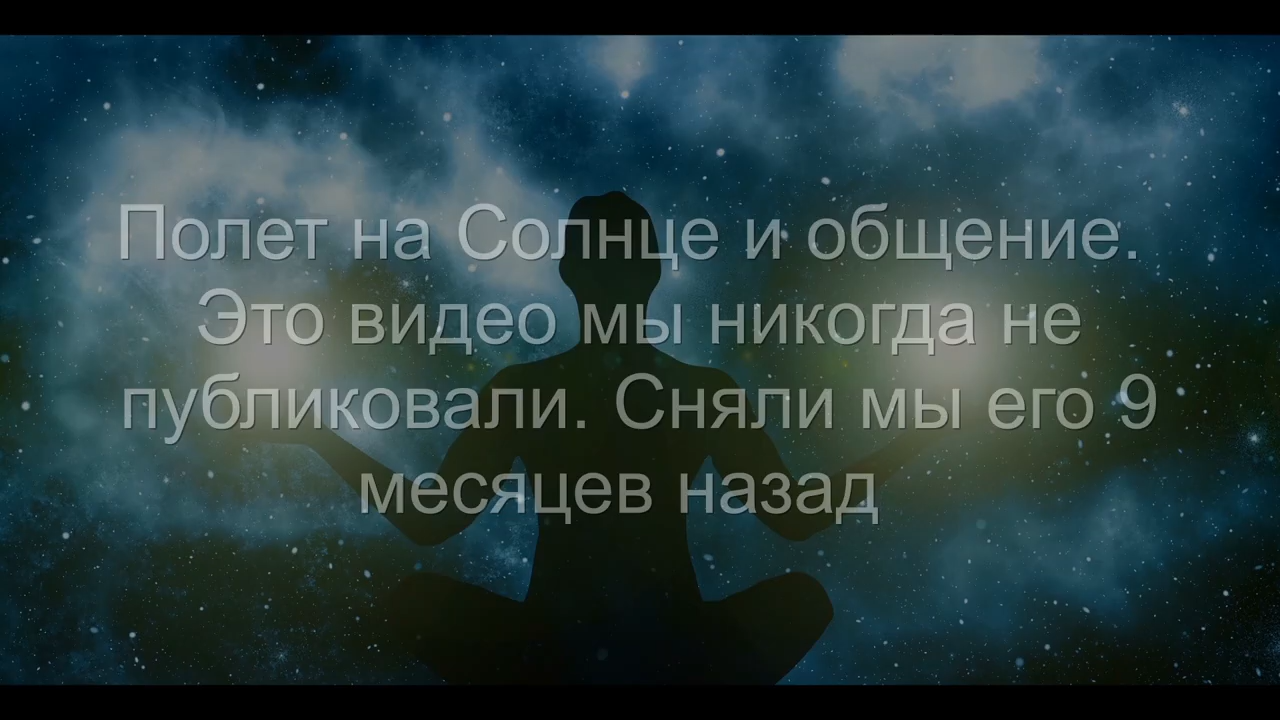 Полет на Солнце и общение.
Это видео мы никогда не
публиковали. Сняли мы его 9
месяцев назад